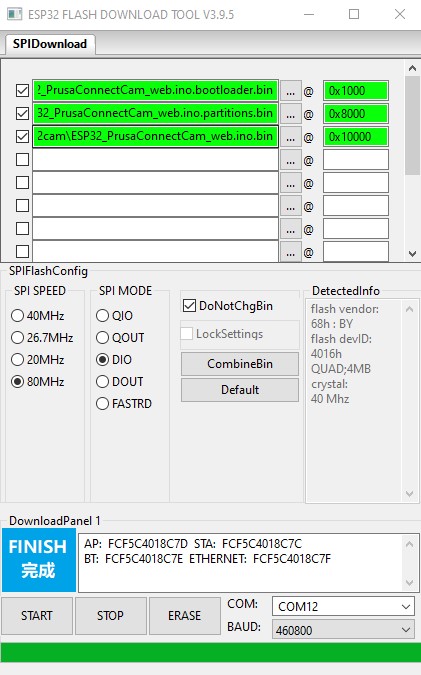 ESP32 FLASH DOWNLOAD TOOL V3.9.5
SPIDownload
2_PrusaConnectCam_web.ino.bootloader.bin ... @ 0x1000
32_PrusaConnectCam_web.ino.partitions.bin ... @ 0x8000
2cam\ESP32_PrusaConnectCam_web.ino.bin ... @ 0x10000
... @
... @
... @
... @
... @
SPIFlashConfig
SPI SPEED
40MHz
26.7MHz
20MHz
80MHz
SPI MODE
QIO
QOUT
DIO
DOUT
FASTRD
DoNotChgBin
LockSettings
CombineBin
Default
DetectedInfo
flash vendor:
68h : BY
flash devID:
4016h
QUAD;4MB
crystal:
40 Mhz
DownloadPanel 1
FINISH
完成
AP: FCF5C4018C7D STA: FCF5C4018C7C
BT: FCF5C4018C7E ETHERNET: FCF5C4018C7F
START
STOP
ERASE
COM: COM12
BAUD: 460800